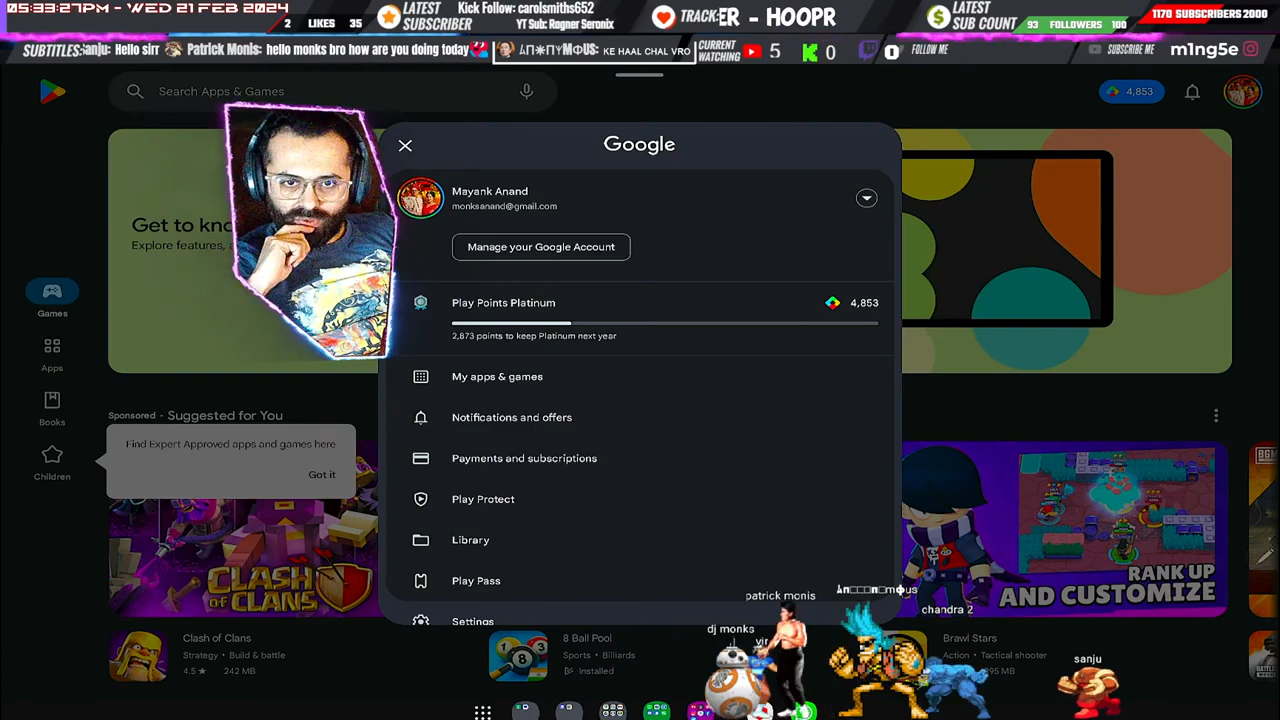 05:33:27PM - WED 21 FEB 2024
2 LIKES 35
LATEST SUBSCRIBER
Kick Follow: carolsmiths652
YT Sub: Ragner Seronix
TRACK-ER - HOOPR
LATEST SUB COUNT
93 FOLLOWERS 100
1170 SUBSCRIBERS 2000
SUBTITLES:
sanju: Hello sirr
Patrick Monis: hello monks bro how are you doing today
KE HAAL CHAL VRO
CURRENT WATCHING
5
0
0
FOLLOW ME
SUBSCRIBE ME
m1ng5e
Search Apps & Games
4,853
Google
Mayank Anand
monksanand@gmail.com
Manage your Google Account
Get to kn
Explore features, a
Play Points Platinum
4,853
2,873 points to keep Platinum next year
Games
Apps
Books
Children
My apps & games
Notifications and offers
Payments and subscriptions
Play Protect
Library
Play Pass
Settings
Sponsored · Suggested for You
Find Expert Approved apps and games here
Got it
CLASH OF CLANS
RANK UP
AND CUSTOMIZE
Clash of Clans
Strategy · Build & battle
4.5★ 242 MB
8 Ball Pool
Sports · Billiards
Installed
Brawl Stars
Action · Tactical shooter
395 MB
patrick monis
dj monks
vir
chandra 2
sanju